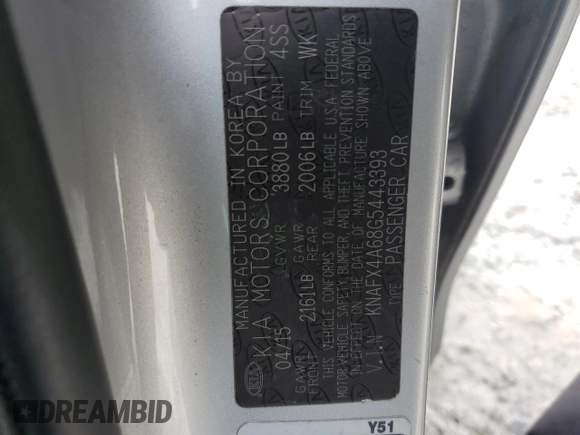 MANUFACTURED IN KOREA BY
KIA MOTORS CORPORATION
04/15 GVWR 3880LB PAINT 4SS
GAWR FRONT 2161LB GAWR REAR 2006LB TRIM WK
THIS VEHICLE CONFORMS TO ALL APPLICABLE U.S.A FEDERAL
MOTOR VEHICLE SAFETY, BUMPER, AND THEFT PREVENTION STANDARDS
IN EFFECT ON THE DATE OF MANUFACTURE SHOWN ABOVE
V.I.N KNAFX4A68G5443393
TYPE PASSENGER CAR
KIA
Y51
DREAMBID